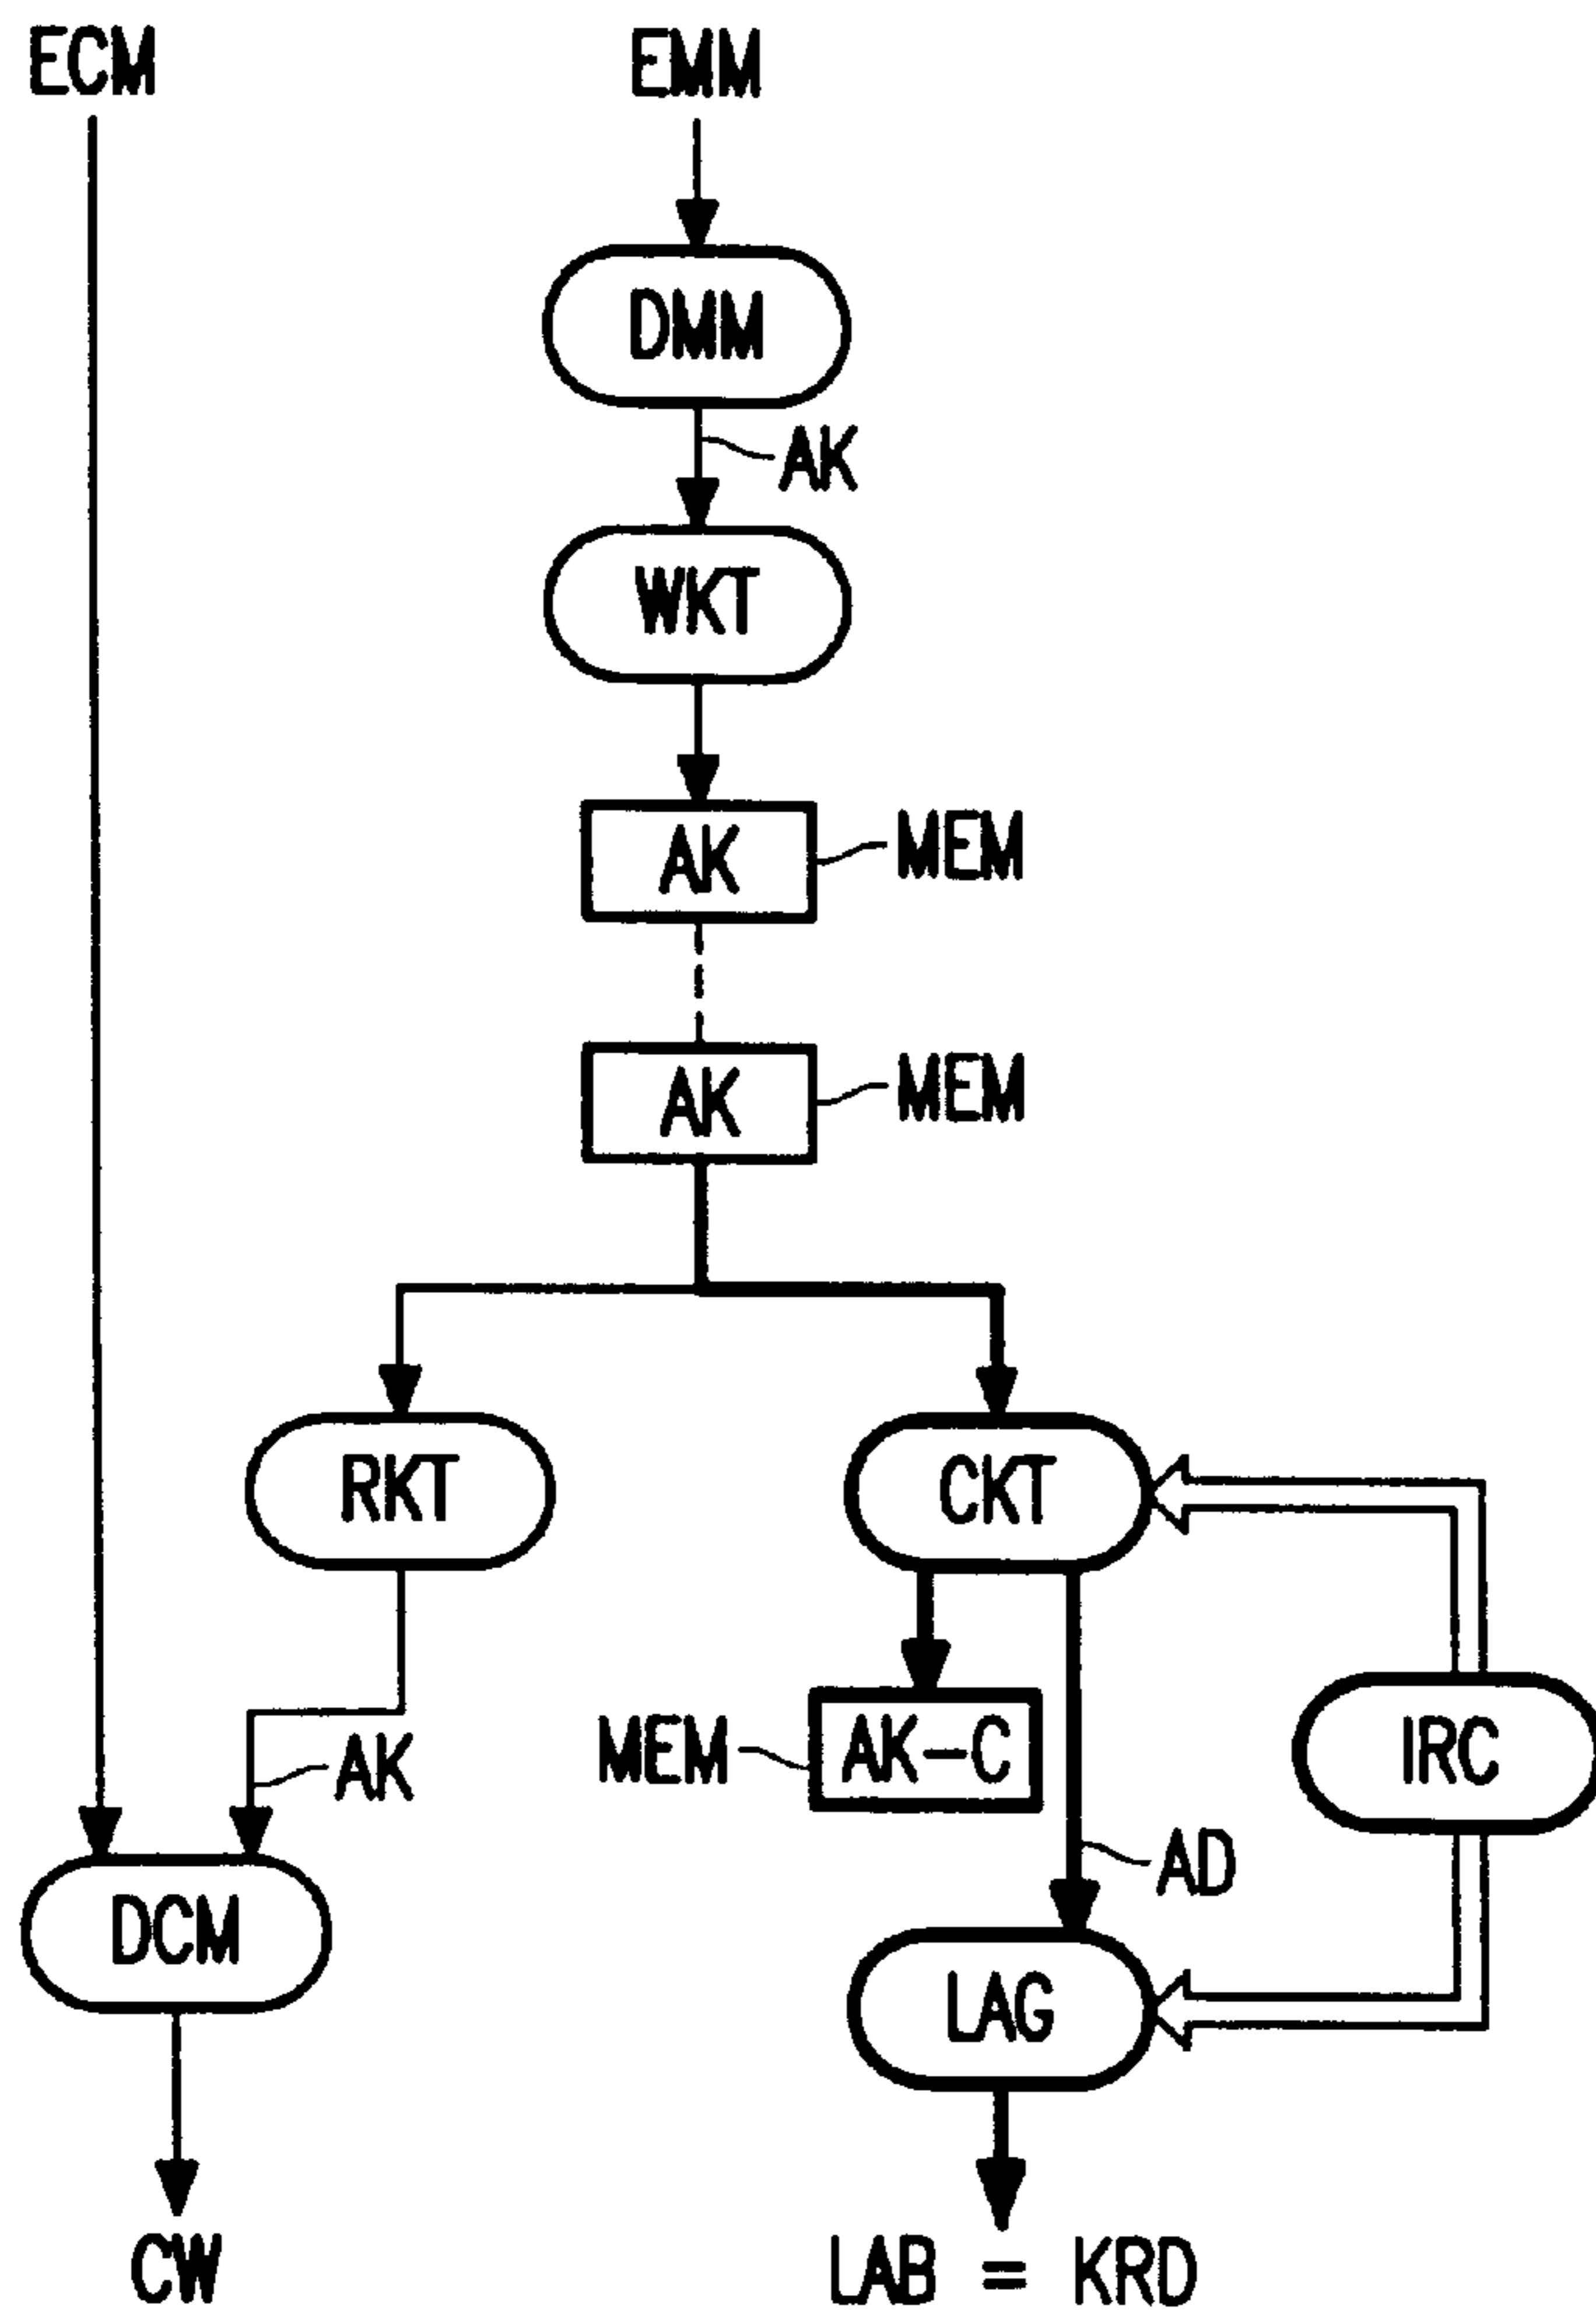 ECM EMM
DMM
AK
WKT
AK MEM
AK MEM
RKT CKT
MEM AK-C IRC
AK
AD
DCM
LAG
CW LAB = KRD